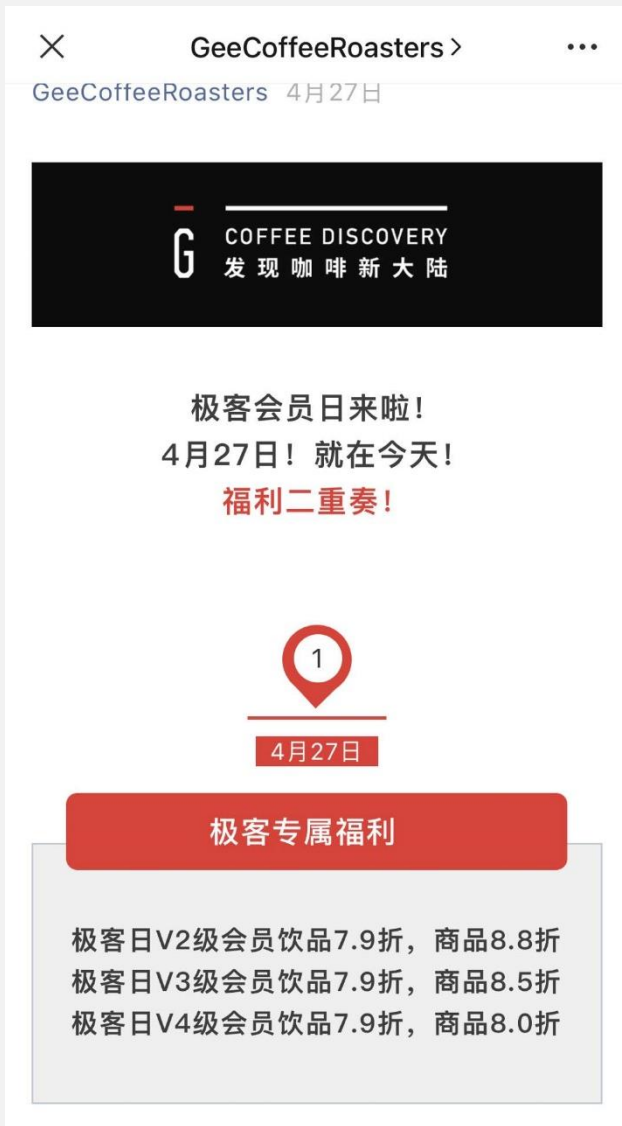 GeeCoffeeRoasters >
GeeCoffeeRoasters 4月27日
G COFFEE DISCOVERY
发现咖啡新大陆
极客会员日来啦！
4月27日！就在今天！
福利二重奏！
1
4月27日
极客专属福利
极客日V2级会员饮品7.9折，商品8.8折
极客日V3级会员饮品7.9折，商品8.5折
极客日V4级会员饮品7.9折，商品8.0折